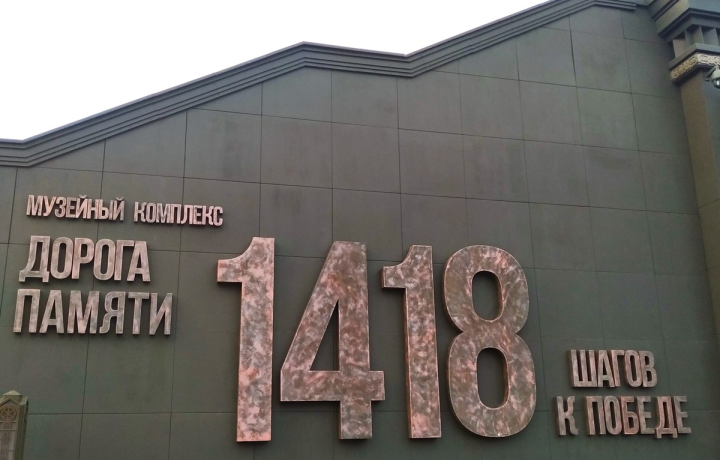 МУЗЕЙНЫЙ КОМПЛЕКС
ДОРОГА
ПАМЯТИ
1418
ШАГОВ
К ПОБЕДЕ